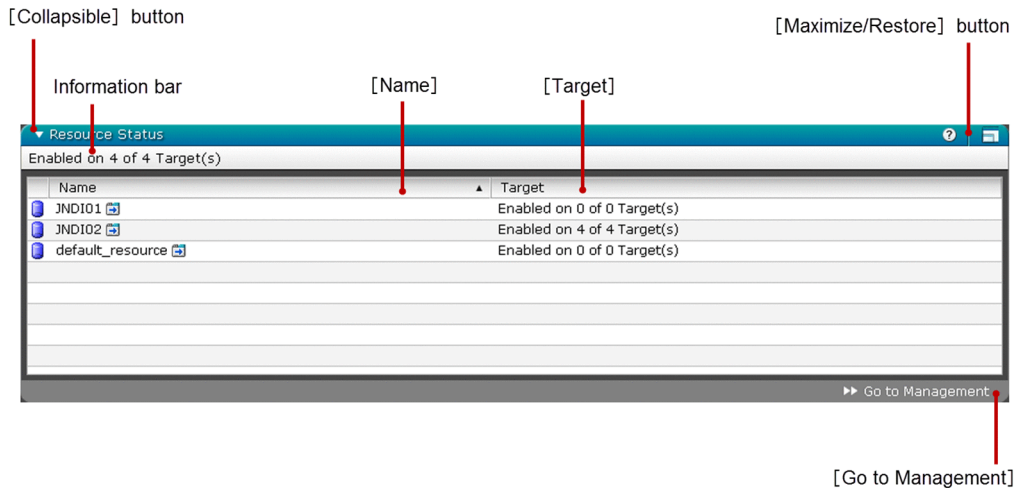 [Collapsible] button
[Maximize/Restore] button
Information bar
[Name]
[Target]
Resource Status
?
Enabled on 4 of 4 Target(s)
Name ▲ Target
JNDI01 Enabled on 0 of 0 Target(s)
JNDI02 Enabled on 4 of 4 Target(s)
default_resource Enabled on 0 of 0 Target(s)
Go to Management
[Go to Management]